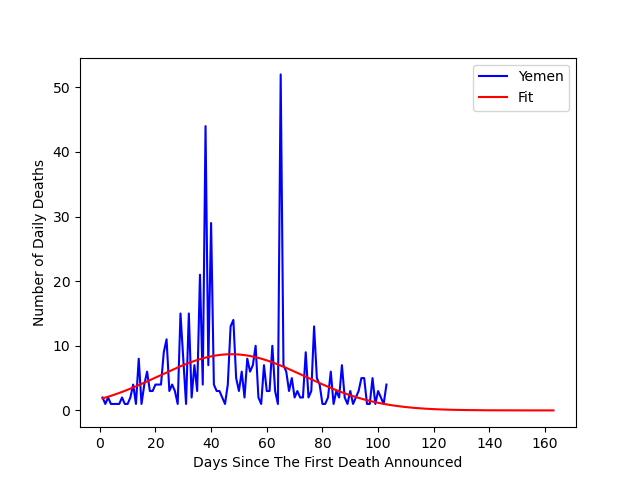 Yemen
Fit
50
40
30
20
10
0
Number of Daily Deaths
0 20 40 60 80 100 120 140 160
Days Since The First Death Announced